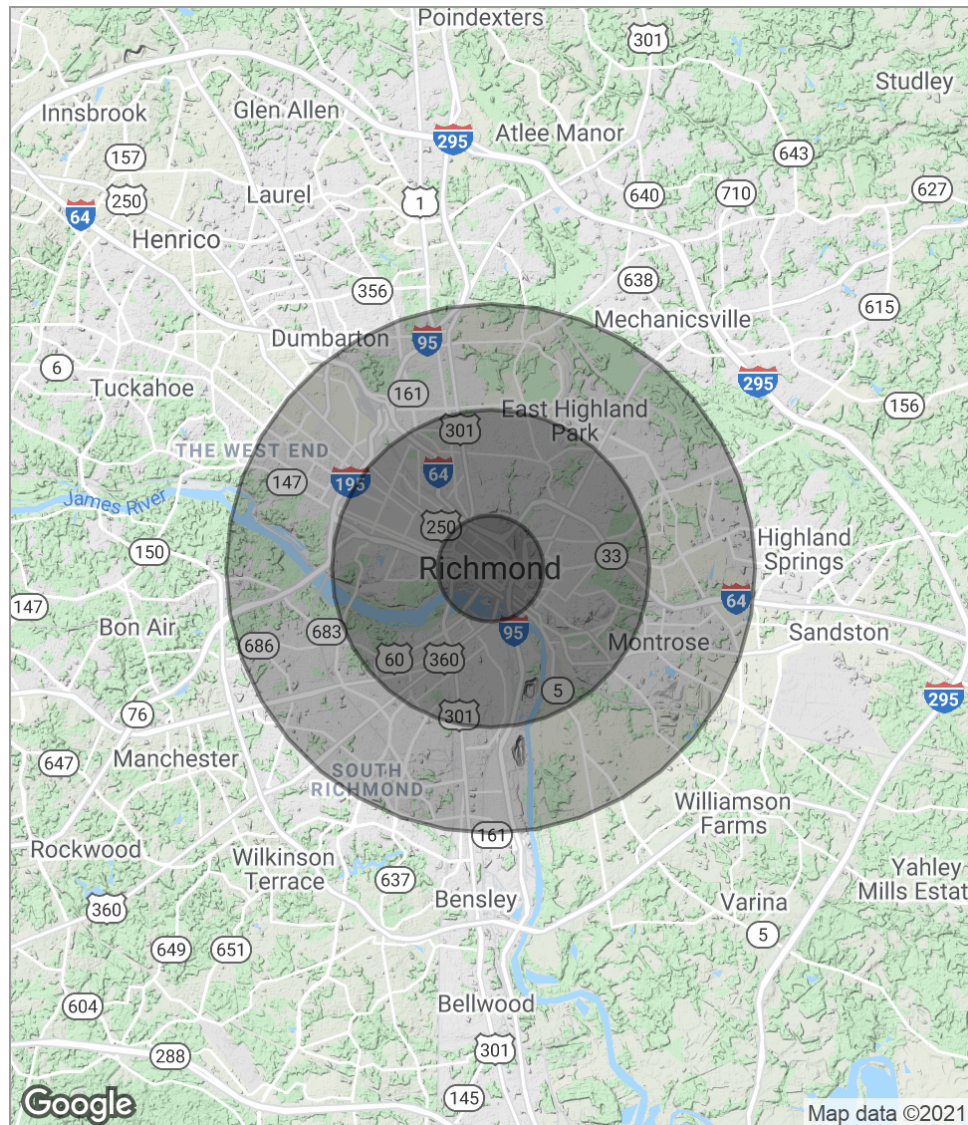 Poindexters
301
Studley
Innsbrook
Glen Allen
295
Atlee Manor
157
643
250
Laurel
640
710
627
64
1
Henrico
356
638
615
Mechanicsville
Dumbarton
95
6
295
Tuckahoe
161
156
East Highland
Park
301
THE WEST END
147
195
64
James River
250
150
33
Highland
Springs
Richmond
147
64
Bon Air
683
95
Sandston
686
60
360
Montrose
5
295
76
301
647
Manchester
SOUTH
RICHMOND
Williamson
Farms
161
Rockwood
Wilkinson
Terrace
637
Yahley
Mills Estat
360
Bensley
Varina
5
649
651
604
Bellwood
288
301
145
Google
Map data ©2021